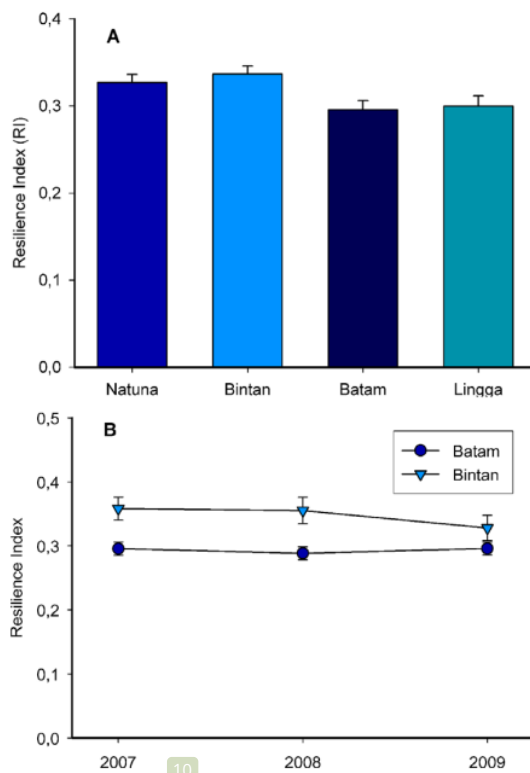 A
Resilience Index (RI)
0,4
0,3
0,2
0,1
0,0
Natuna Bintan Batam Lingga
B
Resilience Index
0,5
0,4
0,3
0,2
0,1
0,0
Batam
Bintan
2007 2008 2009
10